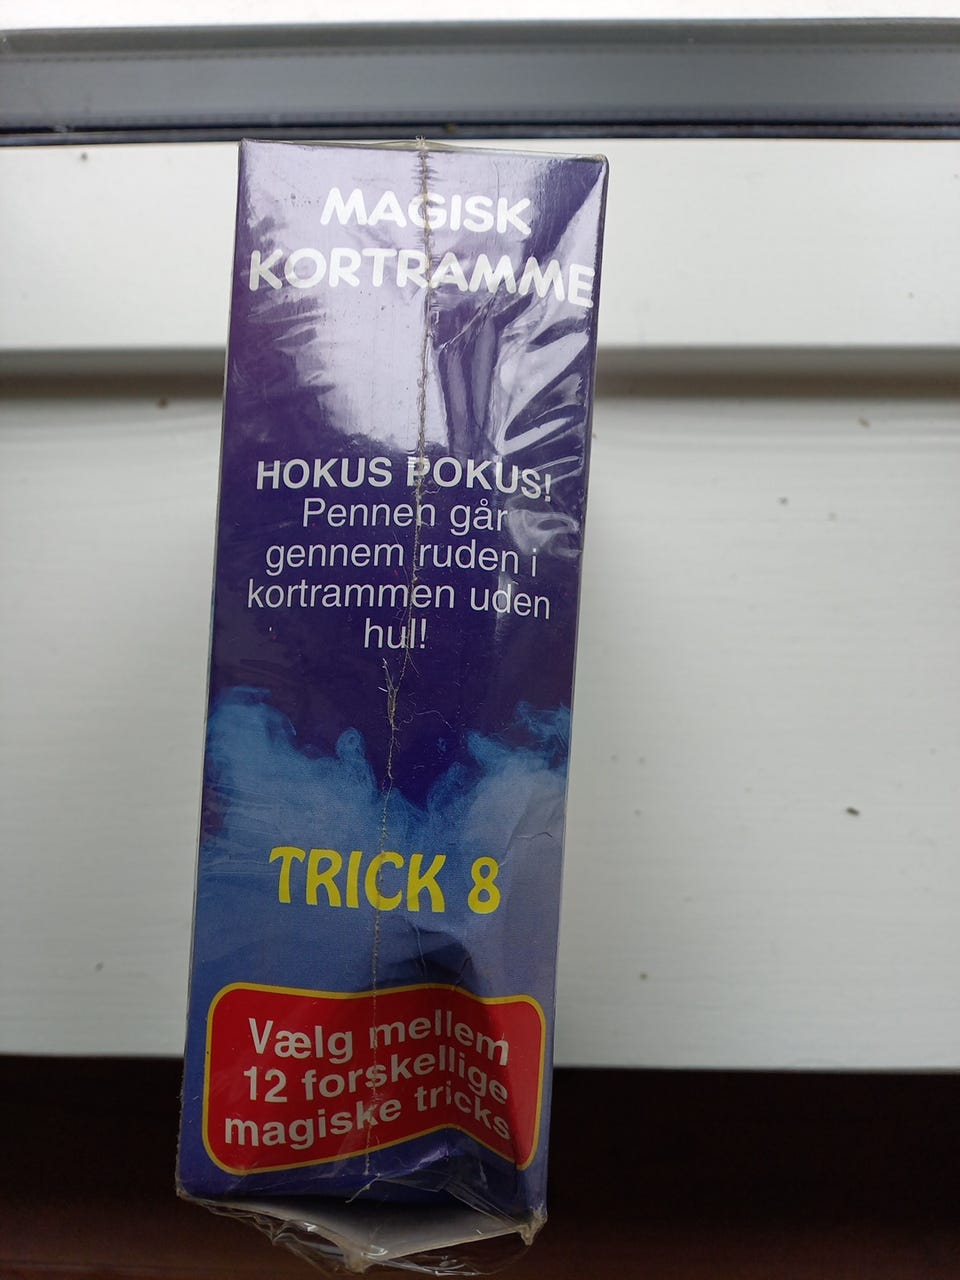 MAGISK
KORTRAMME
HOKUS POKUS!
Pennen går
gennem ruden i
kortrammen uden
hul!
TRICK 8
Vælg mellem
12 forskellige
magiske tricks